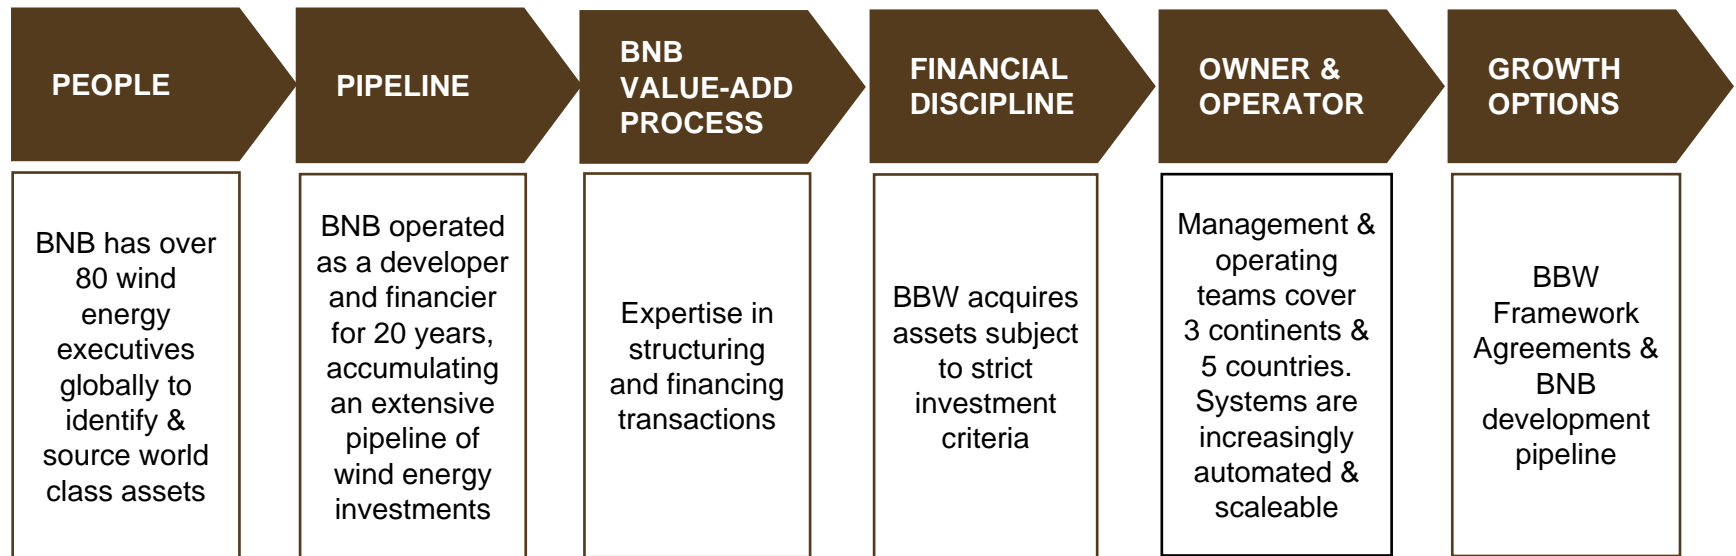 PEOPLE
PIPELINE
BNB
VALUE-ADD
PROCESS
FINANCIAL
DISCIPLINE
OWNER &
OPERATOR
GROWTH
OPTIONS
BNB has over
80 wind
energy
executives
globally to
identify &
source world
class assets
BNB operated
as a developer
and financier
for 20 years,
accumulating
an extensive
pipeline of
wind energy
investments
Expertise in
structuring
and financing
transactions
BBW acquires
assets subject
to strict
investment
criteria
Management &
operating
teams cover
3 continents &
5 countries.
Systems are
increasingly
automated &
scaleable
BBW
Framework
Agreements &
BNB
development
pipeline